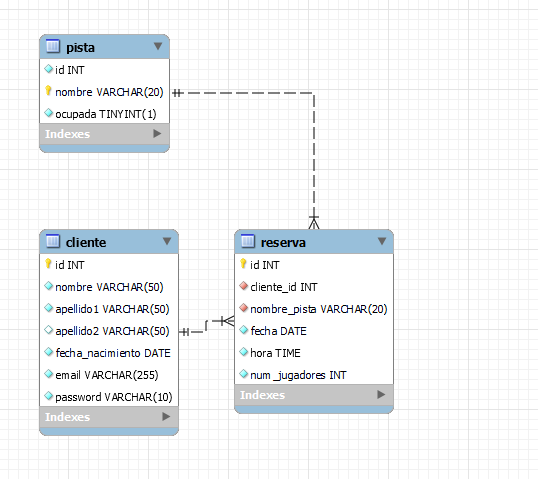 pista
id INT
nombre VARCHAR(20)
ocupada TINYINT(1)
Indexes
cliente
id INT
nombre VARCHAR(50)
apellido1 VARCHAR(50)
apellido2 VARCHAR(50)
fecha_nacimiento DATE
email VARCHAR(255)
password VARCHAR(10)
Indexes
reserva
id INT
cliente_id INT
nombre_pista VARCHAR(20)
fecha DATE
hora TIME
num_jugadores INT
Indexes